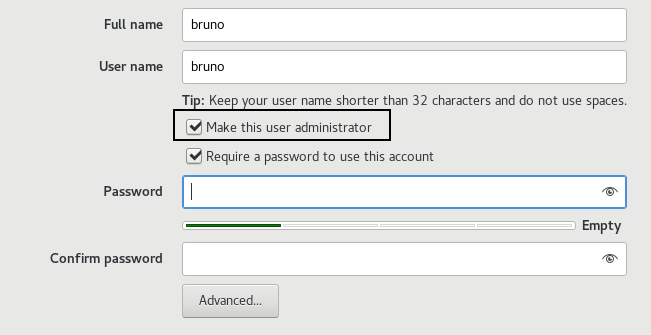 Full name bruno
User name bruno
Tip: Keep your user name shorter than 32 characters and do not use spaces.
Make this user administrator
Require a password to use this account
Password
Empty
Confirm password
Advanced...